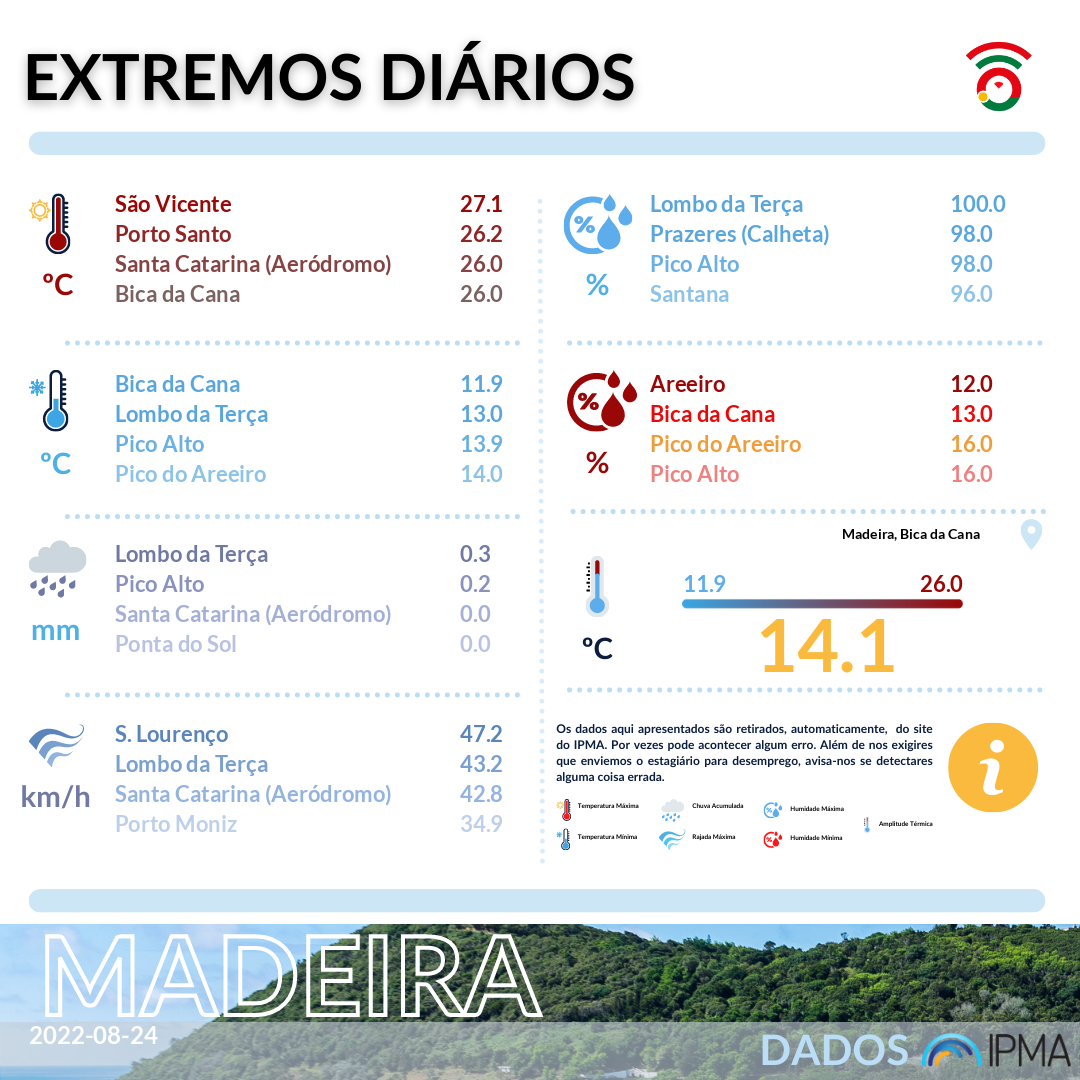 EXTREMOS DIÁRIOS
ºC
São Vicente 27.1
Porto Santo 26.2
Santa Catarina (Aeródromo) 26.0
Bica da Cana 26.0
%
Lombo da Terça 100.0
Prazeres (Calheta) 98.0
Pico Alto 98.0
Santana 96.0
ºC
Bica da Cana 11.9
Lombo da Terça 13.0
Pico Alto 13.9
Pico do Areeiro 14.0
%
%
Areeiro 12.0
Bica da Cana 13.0
Pico do Areeiro 16.0
Pico Alto 16.0
%
mm
Lombo da Terça 0.3
Pico Alto 0.2
Santa Catarina (Aeródromo) 0.0
Ponta do Sol 0.0
Madeira, Bica da Cana
11.9 26.0
ºC
14.1
km/h
S. Lourenço 47.2
Lombo da Terça 43.2
Santa Catarina (Aeródromo) 42.8
Porto Moniz 34.9
Os dados aqui apresentados são retirados, automaticamente, do site
do IPMA. Por vezes pode acontecer algum erro. Além de nos exigires
que enviemos o estagiário para desemprego, avisa-nos se detectares
alguma coisa errada.
i
Temperatura Máxima
Chuva Acumulada
Humidade Máxima
Amplitude Térmica
Temperatura Mínima
Rajada Máxima
Humidade Mínima
MADEIRA
2022-08-24
DADOS IPMA